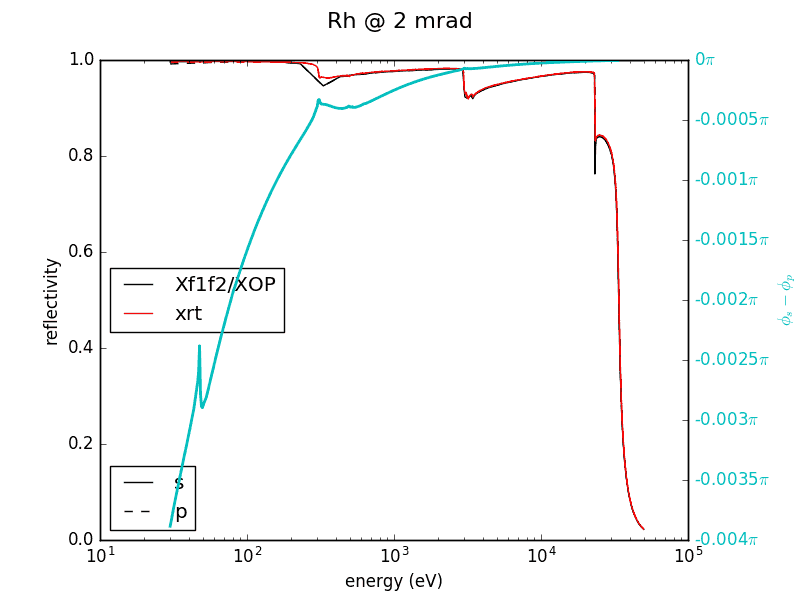 Rh @ 2 mrad
1.0
0.8
0.6
0.4
0.2
0.0
reflectivity
Xf1f2/XOP
xrt
s
p
0π
-0.0005π
-0.001π
-0.0015π
-0.002π
-0.0025π
-0.003π
-0.0035π
-0.004π
ϕₛ − ϕₚ
10¹ 10² 10³ 10⁴ 10⁵
energy (eV)